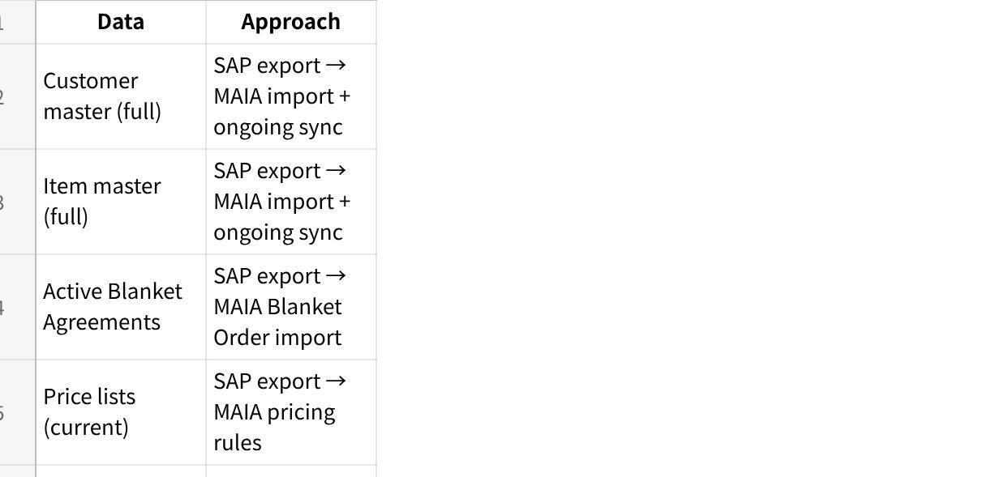 1 Data Approach
2 Customer master (full) SAP export → MAIA import + ongoing sync
3 Item master (full) SAP export → MAIA import + ongoing sync
4 Active Blanket Agreements SAP export → MAIA Blanket Order import
5 Price lists (current) SAP export → MAIA pricing rules